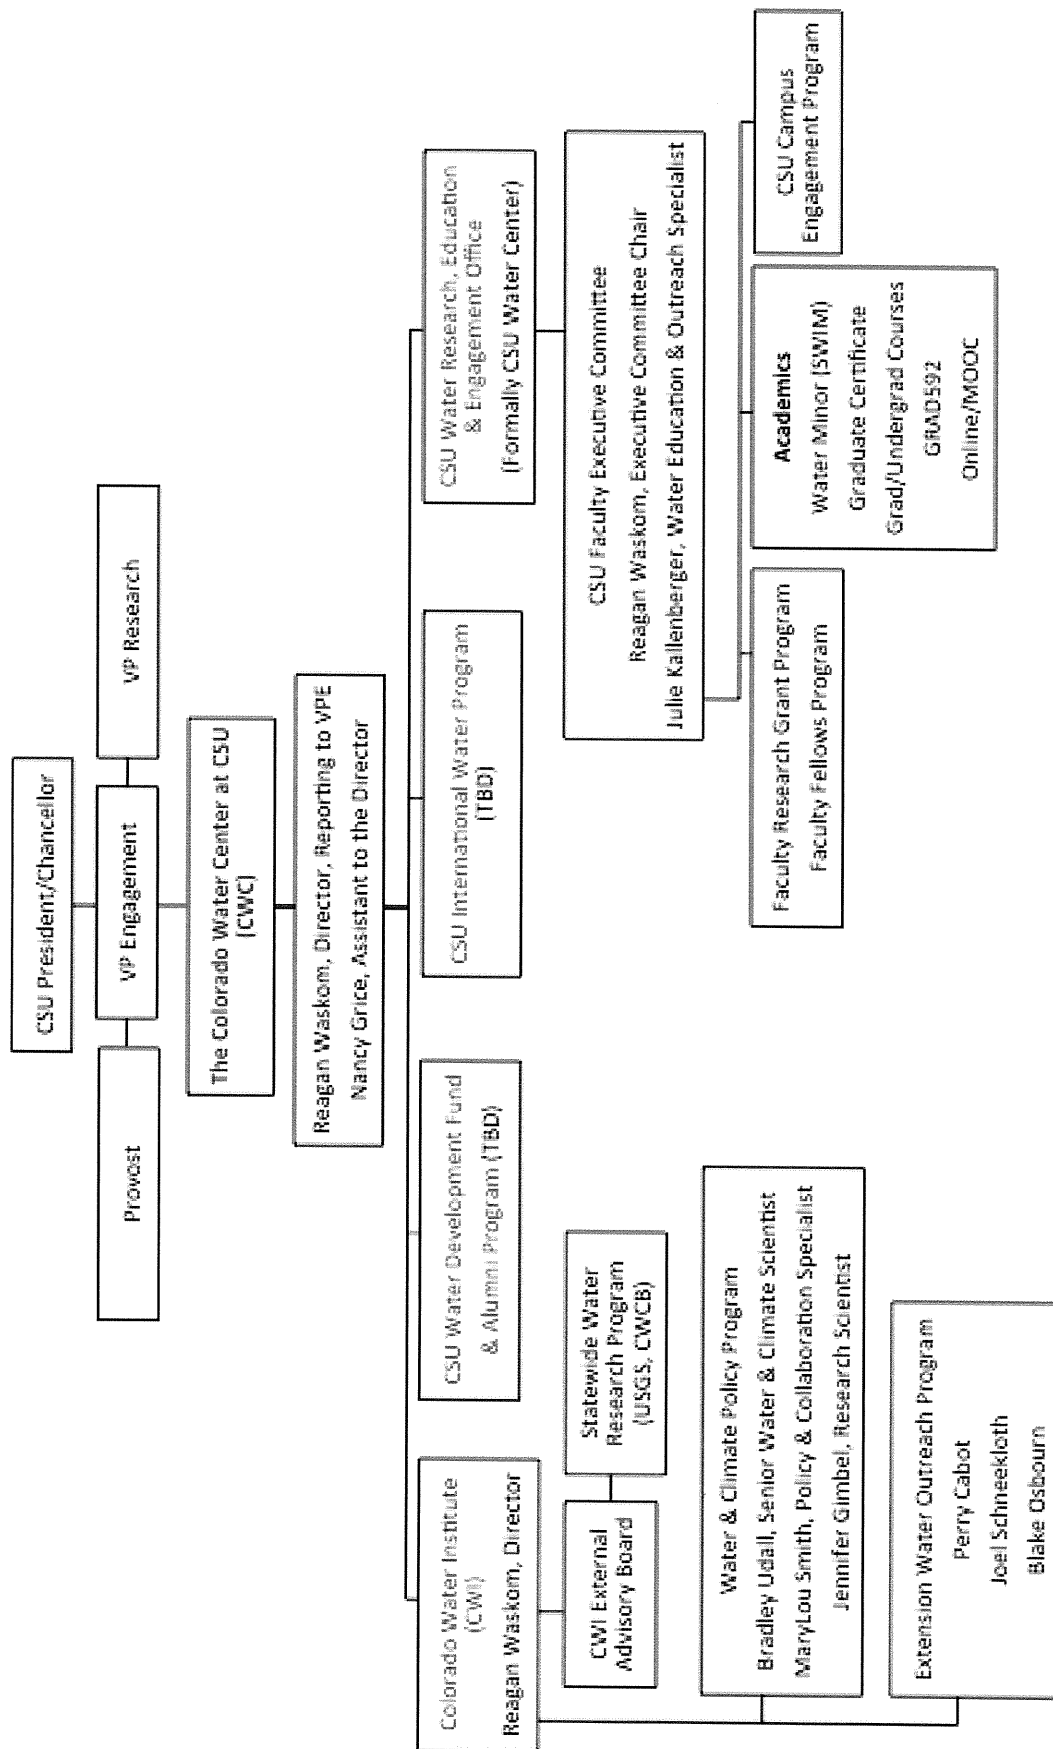 CSU President/Chancellor
Provost
VP Engagement
VP Research
The Colorado Water Center at CSU
(CWC)
Reagan Waskom, Director, Reporting to VPE
Nancy Grice, Assistant to the Director
Colorado Water Institute
(CWI)
Reagan Waskom, Director
CSU Water Development Fund
& Alumni Program (TBD)
CSU International Water Program
(TBD)
CSU Water Research, Education
& Engagement Office
(Formally CSU Water Center)
CWI External
Advisory Board
Statewide Water
Research Program
(USGS, CWCB)
CSU Faculty Executive Committee
Reagan Waskom, Executive Committee Chair
Julie Kallenberger, Water Education & Outreach Specialist
Water & Climate Policy Program
Bradley Udall, Senior Water & Climate Scientist
MaryLou Smith, Policy & Collaboration Specialist
Jennifer Gimbel, Research Scientist
Faculty Research Grant Program
Faculty Fellows Program
Academics
Water Minor (SWIM)
Graduate Certificate
Grad/Undergrad Courses
GRAD592
Online/MOOC
CSU Campus
Engagement Program
Extension Water Outreach Program
Perry Cabot
Joel Schneekloth
Blake Osbourn